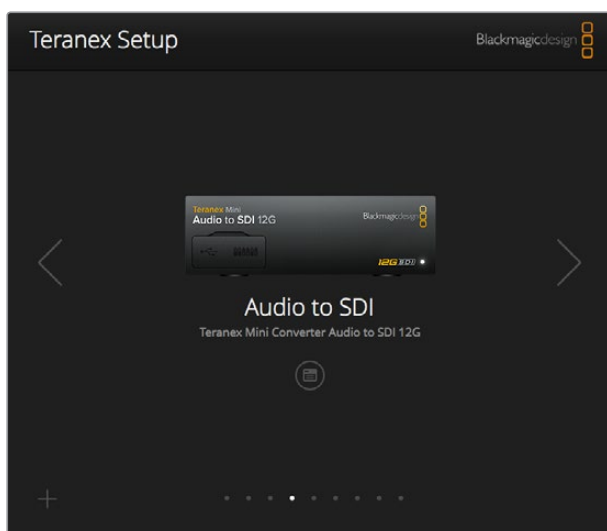 Teranex Setup
Blackmagicdesign
Teranex Mini
Audio to SDI 12G
Blackmagicdesign
12G SDI
Audio to SDI
Teranex Mini Converter Audio to SDI 12G